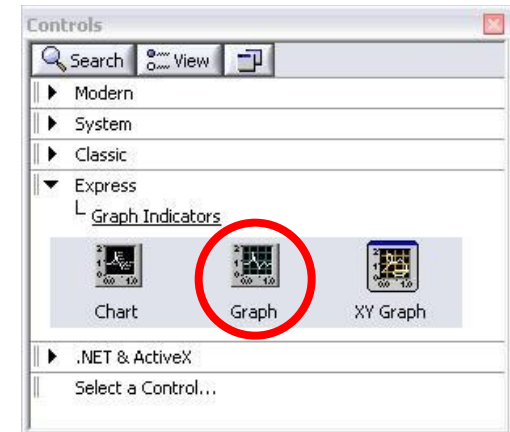 Controls
Search View
Modern
System
Classic
Express
Graph Indicators
Chart Graph XY Graph
.NET & ActiveX
Select a Control...